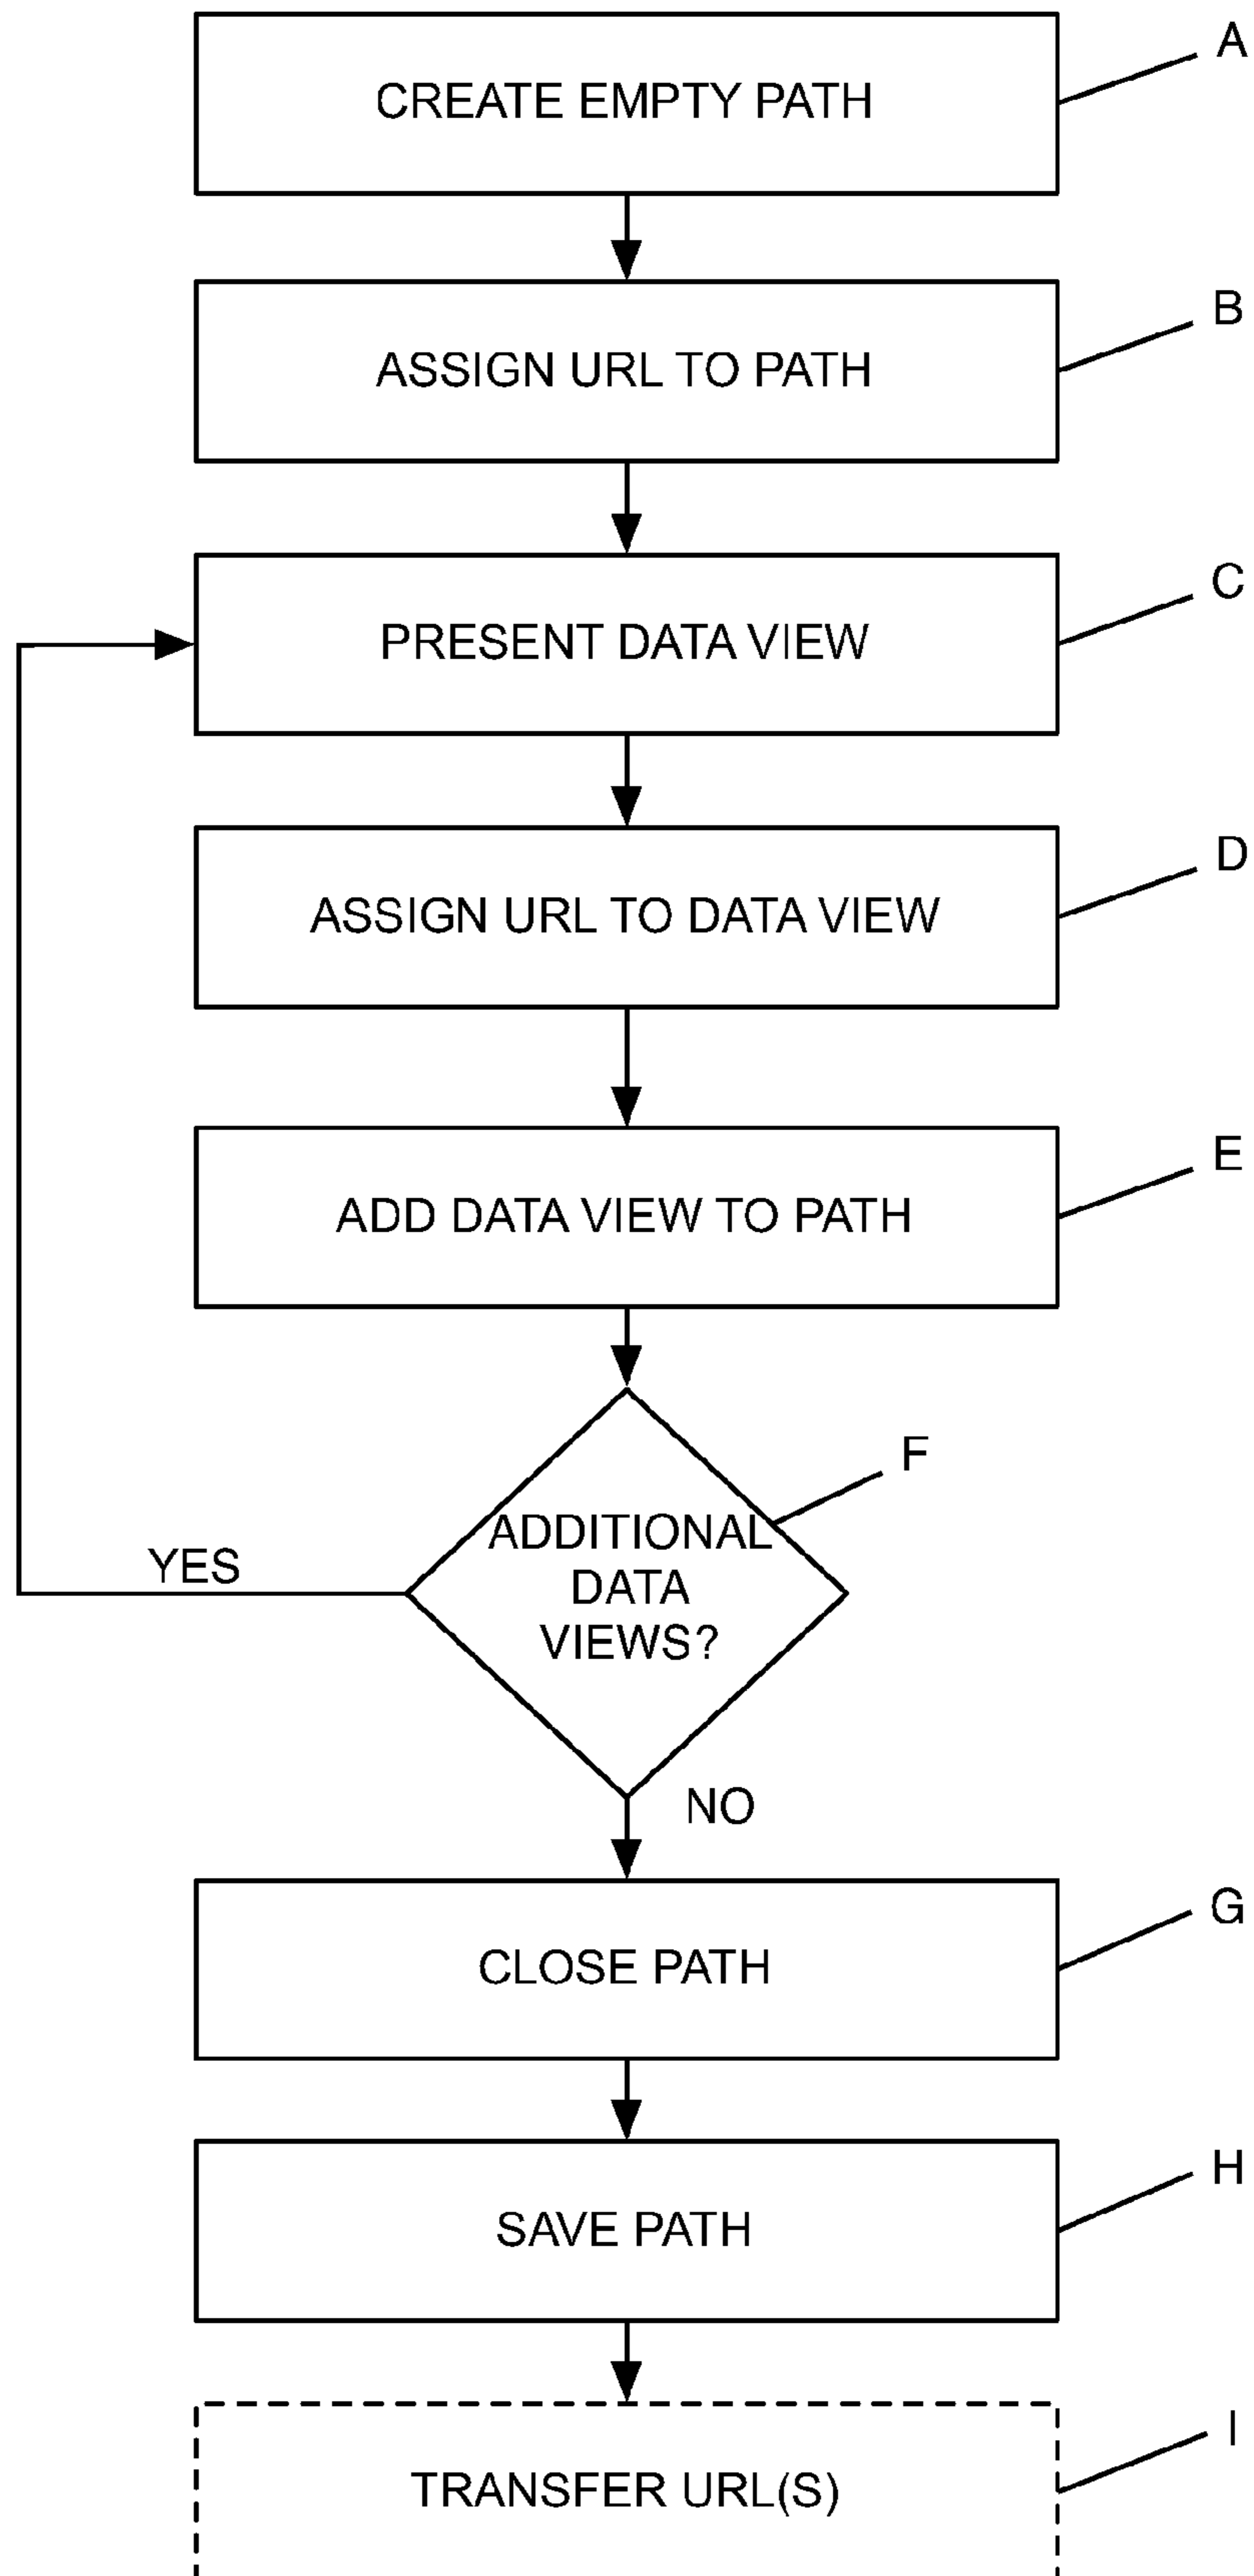 CREATE EMPTY PATH
A
ASSIGN URL TO PATH
B
PRESENT DATA VIEW
C
ASSIGN URL TO DATA VIEW
D
ADD DATA VIEW TO PATH
E
F
ADDITIONAL
DATA
VIEWS?
YES
NO
CLOSE PATH
G
SAVE PATH
H
TRANSFER URL(S)
I